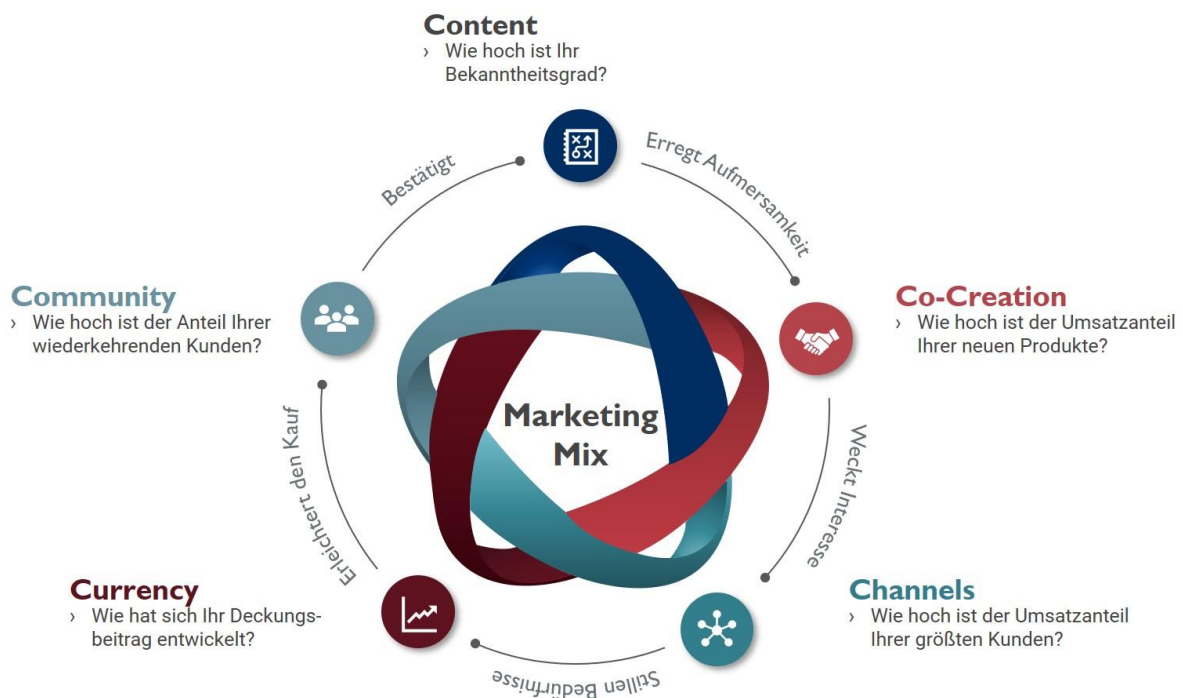 Content
› Wie hoch ist Ihr
Bekanntheitsgrad?
Erregt Aufmersamkeit
Co-Creation
› Wie hoch ist der Umsatzanteil
Ihrer neuen Produkte?
Weckt Interesse
Channels
› Wie hoch ist der Umsatzanteil
Ihrer größten Kunden?
Stillen Bedürfnisse
Currency
› Wie hat sich Ihr Deckungs-
beitrag entwickelt?
Erleichtert den Kauf
Community
› Wie hoch ist der Anteil Ihrer
wiederkehrenden Kunden?
Bestätigt
Marketing
Mix